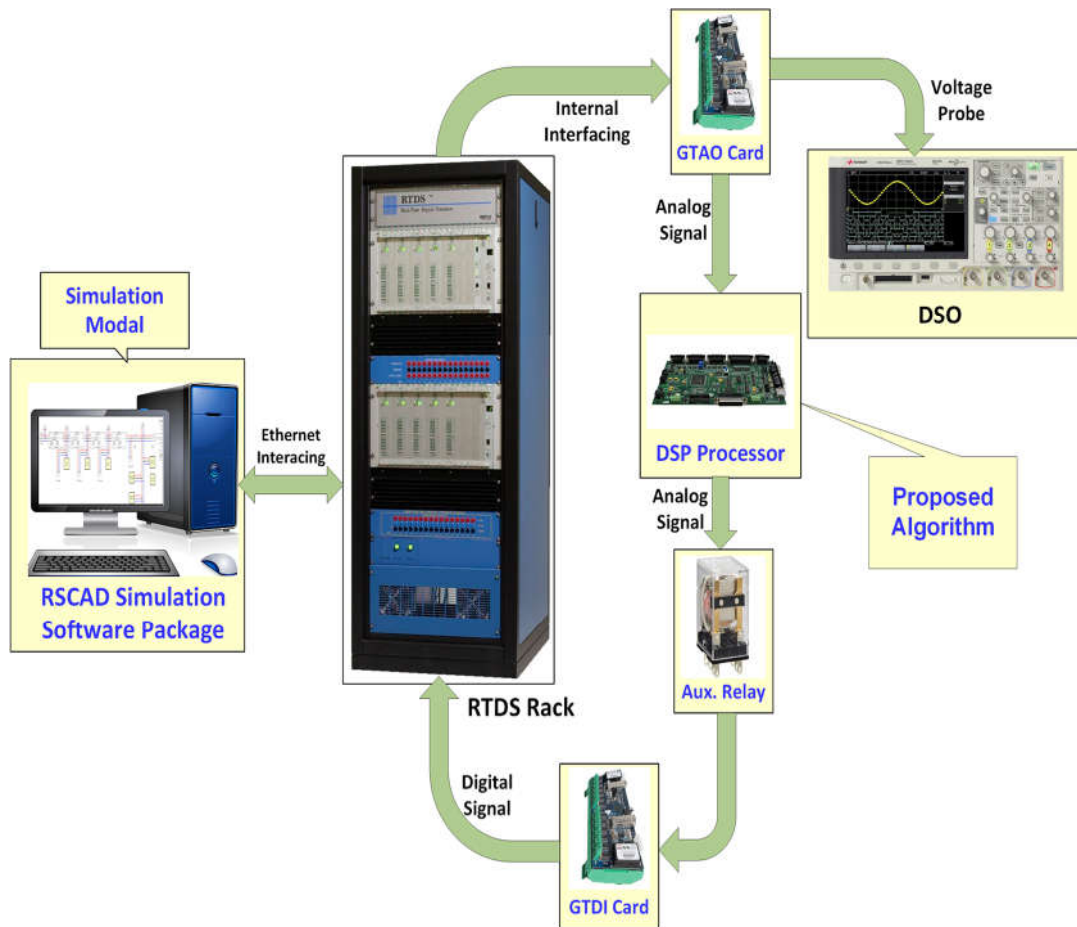 Internal
Interfacing
GTAO Card
Voltage
Probe
RTDS
Analog
Signal
DSO
Simulation
Modal
Ethernet
Interacing
DSP Processor
Analog
Signal
Proposed
Algorithm
RSCAD Simulation
Software Package
Aux. Relay
RTDS Rack
Digital
Signal
GTDI Card